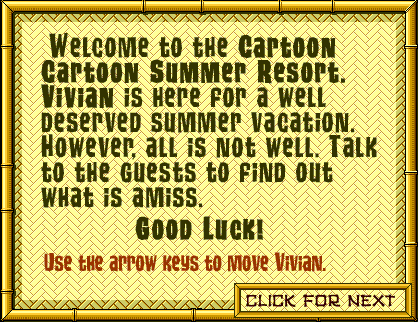 Welcome to the Cartoon
Cartoon Summer Resort.
Vivian is here for a well
deserved summer vacation.
However, all is not well. Talk
to the guests to find out
what is amiss.
Good Luck!
Use the arrow keys to move Vivian.
CLICK FOR NEXT